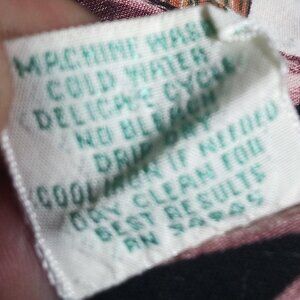 MACHINE WASH
COLD WATER
DELICATE CYCLE
NO BLEACH
DRIP DRY
COOL IRON IF NEEDED
DRY CLEAN FOR
BEST RESULTS
RN